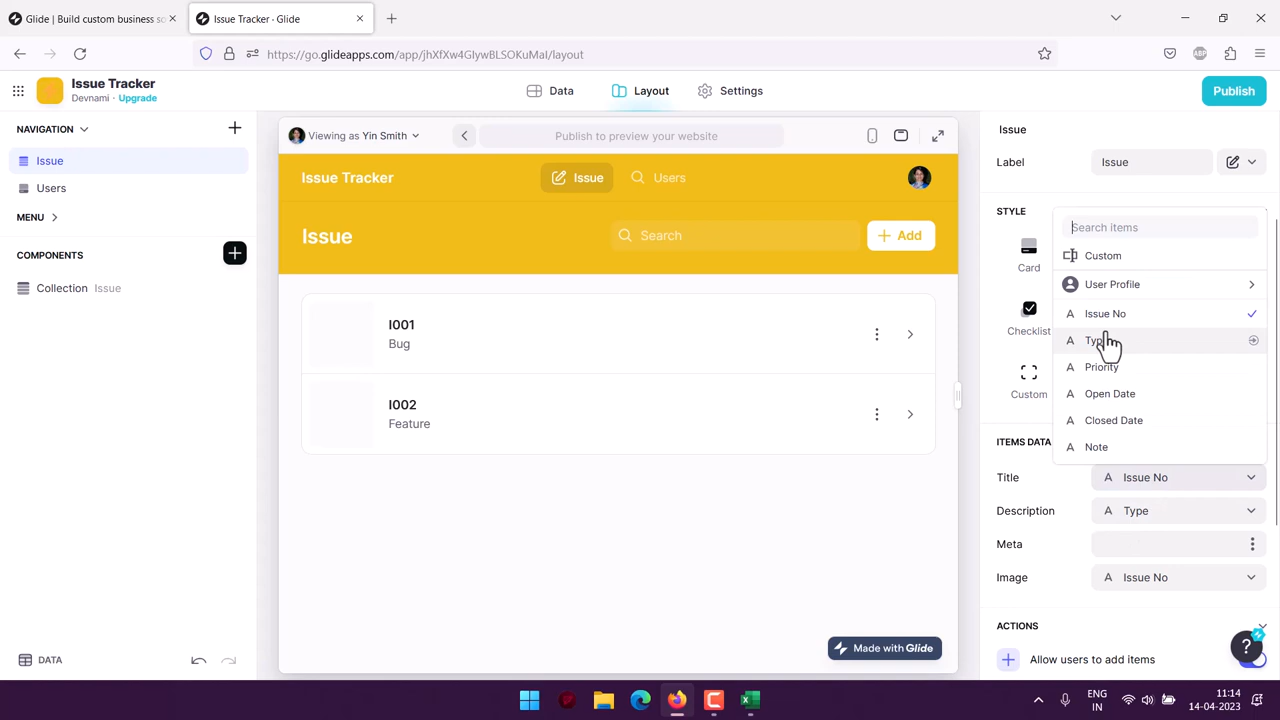 Glide | Build custom business so
Issue Tracker - Glide
https://go.glideapps.com/app/jhXfXw4GlywBLSOKuMaI/layout
Issue Tracker
Devnami · Upgrade
Data
Layout
Settings
Publish
NAVIGATION
Issue
Users
MENU
COMPONENTS
Collection Issue
DATA
Viewing as Yin Smith
Publish to preview your website
Issue Tracker
Issue
Users
Issue
Search
Add
I001
Bug
I002
Feature
Made with Glide
Issue
Label
Issue
STYLE
Card
Checklist
Custom
Search items
Custom
User Profile
Issue No
Priority
Open Date
Closed Date
Note
ITEMS DATA
Title
Issue No
Description
Type
Meta
Image
Issue No
ACTIONS
Allow users to add items
?
ENG
IN
11:14
14-04-2023